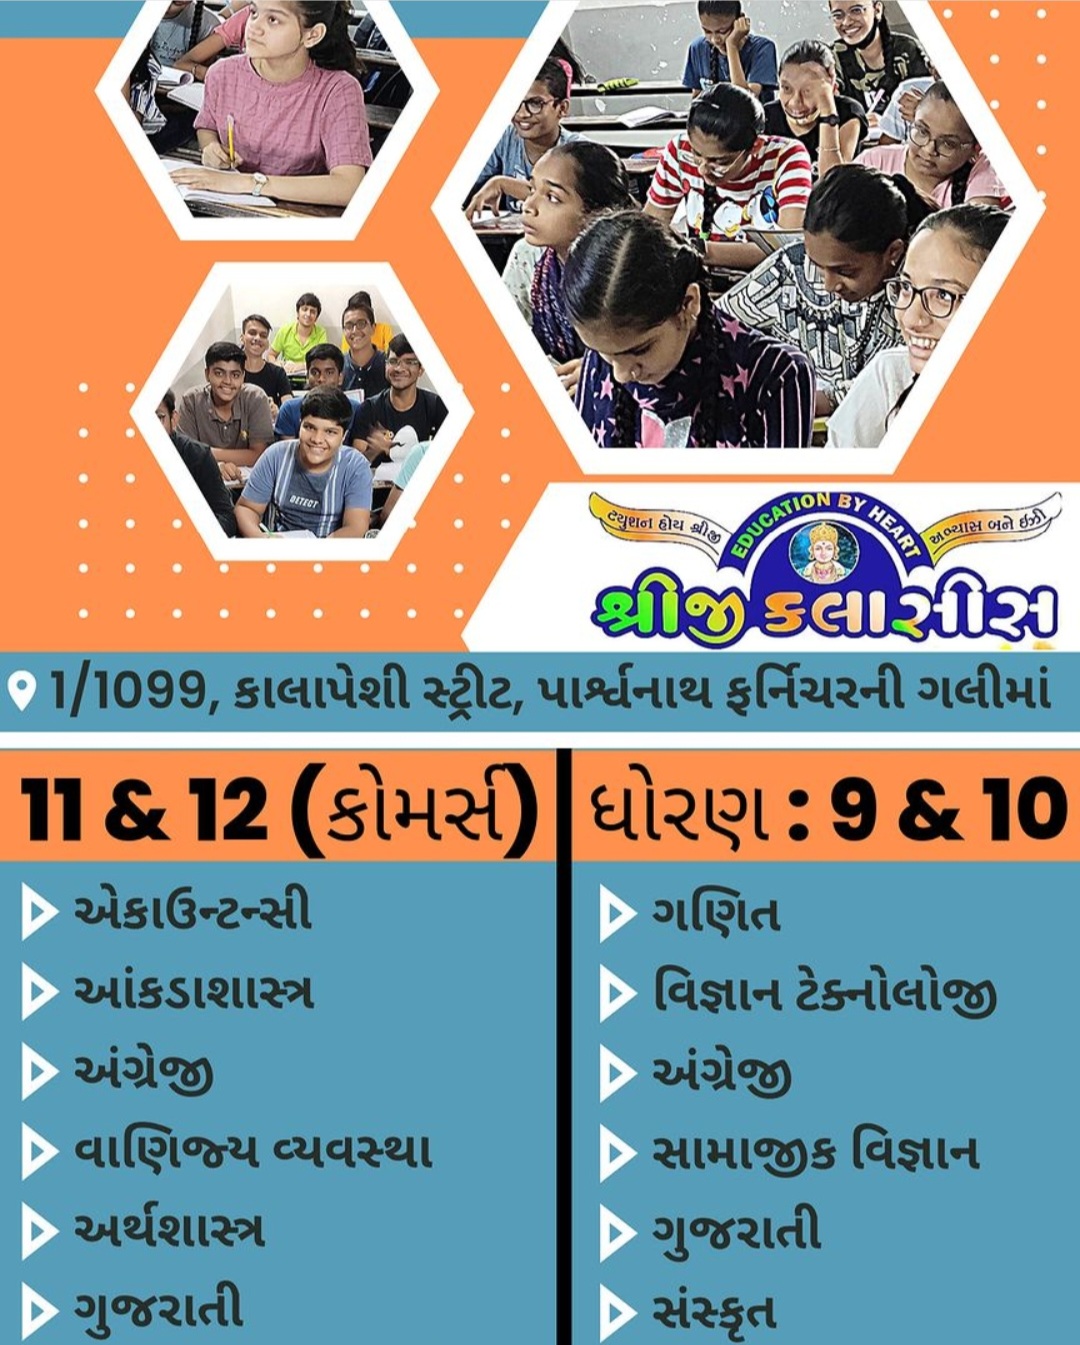 DETECT
ટ્યુશન હોય શ્રીજી
EDUCATION BY HEART
અભ્યાસ બને ઈઝી
શ્રીજી કલાસીસ
1/1099, કાલાપેશી સ્ટ્રીટ, પાર્શ્વનાથ ફર્નિચરની ગલીમાં
11 & 12 (કોમર્સ)
એકાઉન્ટન્સી
આંકડાશાસ્ત્ર
અંગ્રેજી
વાણિજ્ય વ્યવસ્થા
અર્થશાસ્ત્ર
ગુજરાતી
ધોરણ : 9 & 10
ગણિત
વિજ્ઞાન ટેક્નોલોજી
અંગ્રેજી
સામાજીક વિજ્ઞાન
ગુજરાતી
સંસ્કૃત